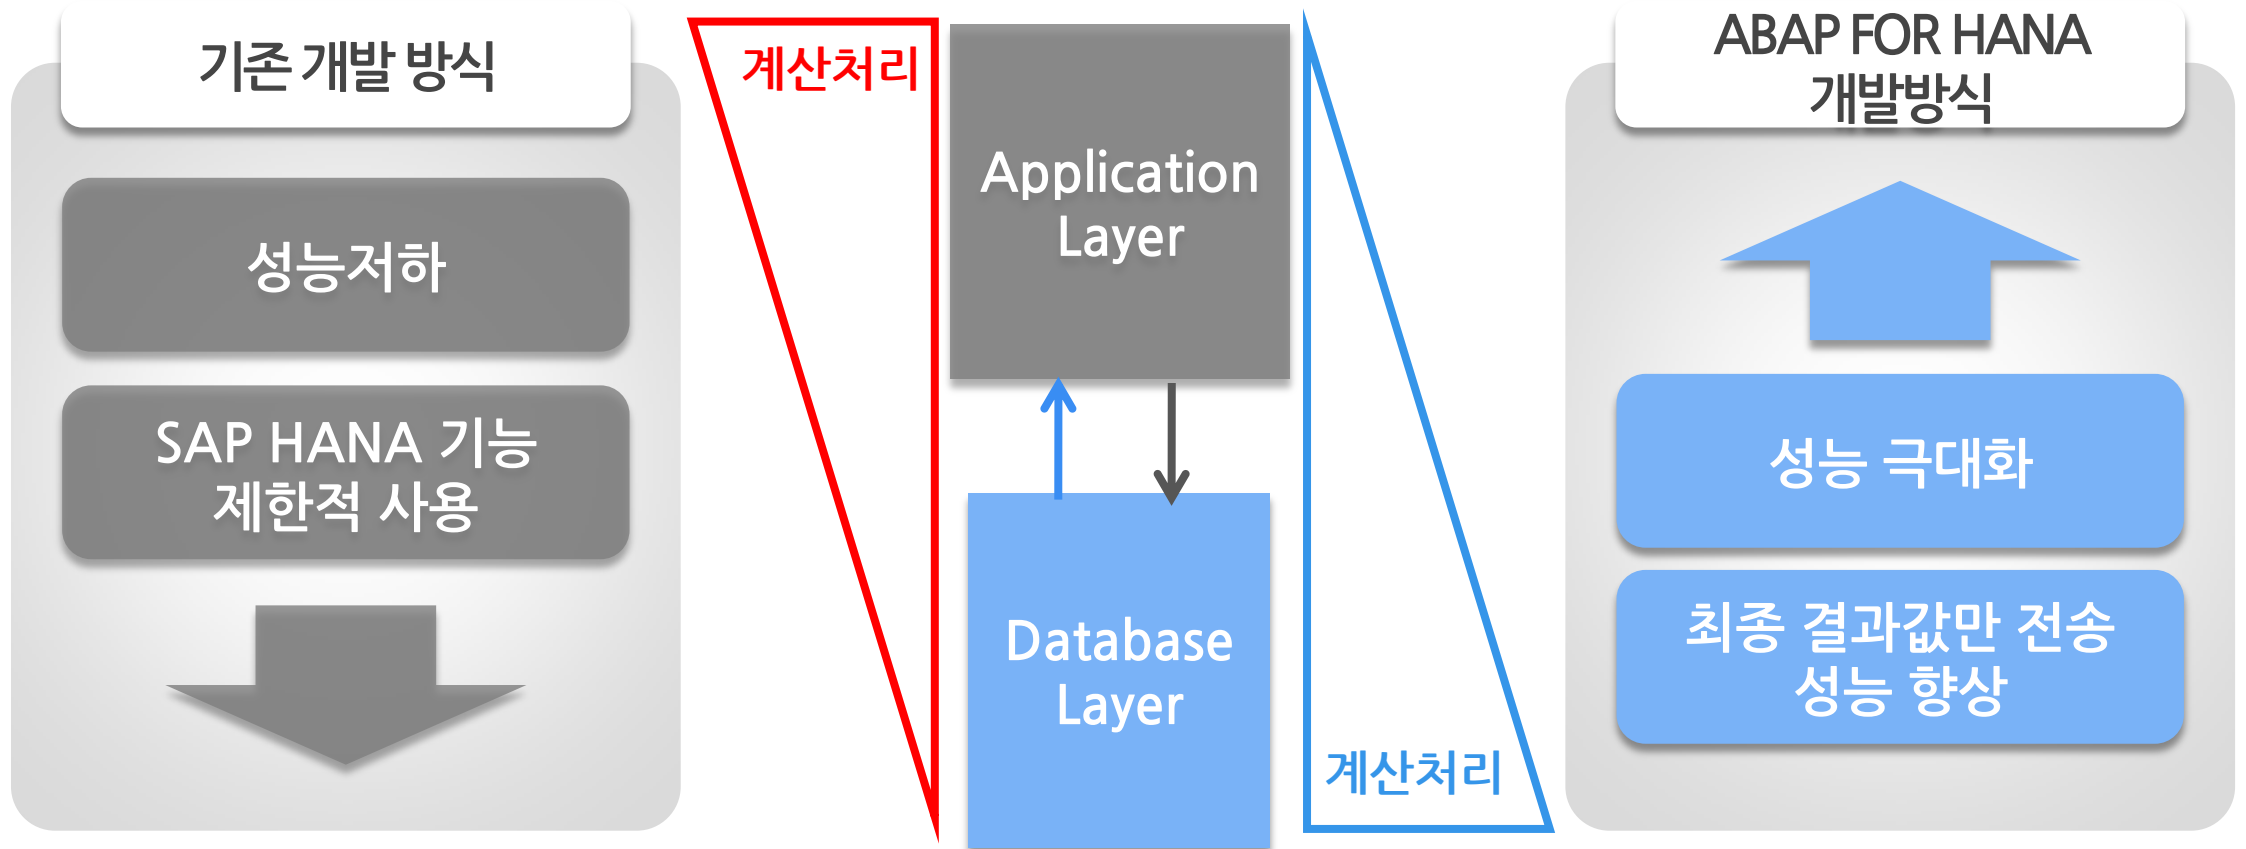 기존 개발 방식
성능저하
SAP HANA 기능
제한적 사용
계산처리
Application
Layer
Database
Layer
계산처리
ABAP FOR HANA
개발방식
성능 극대화
최종 결과값만 전송
성능 향상